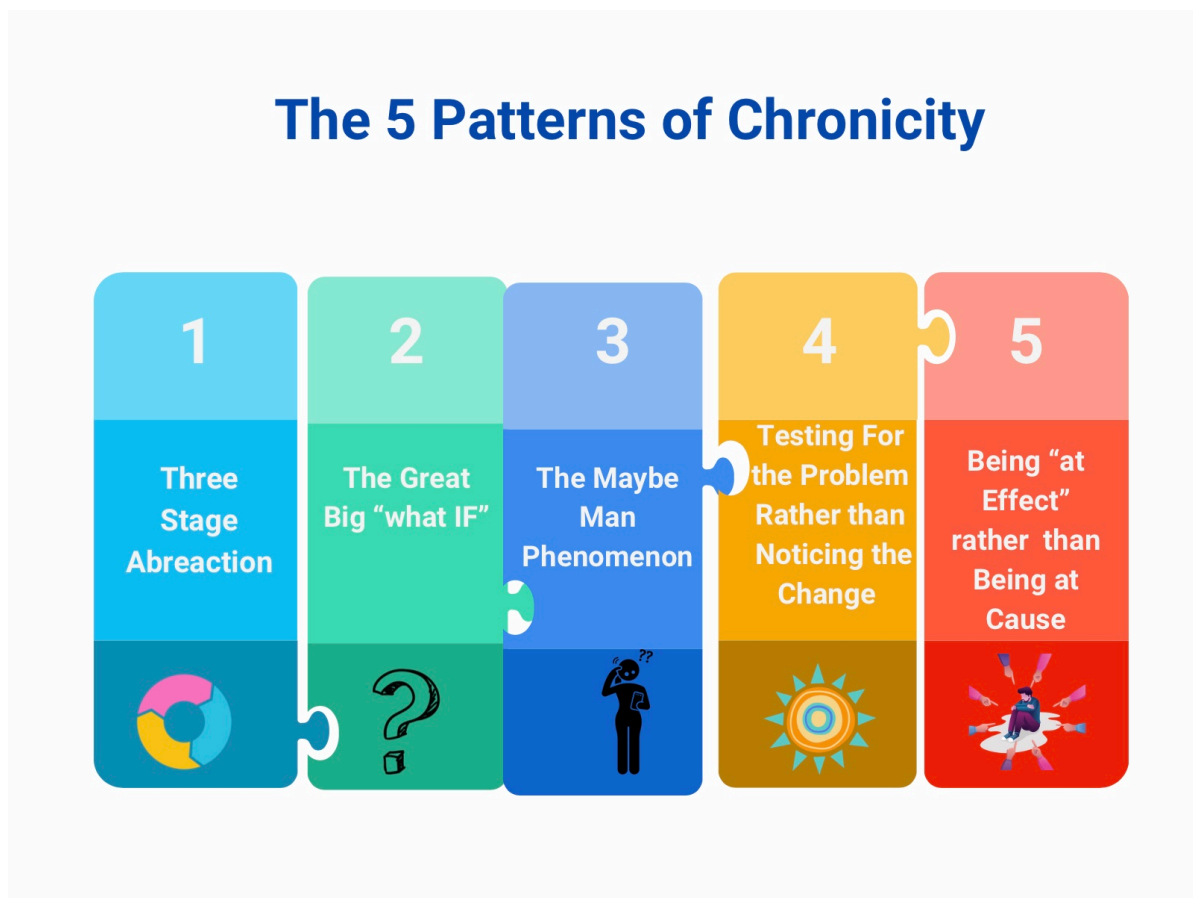 The 5 Patterns of Chronicity
1
Three
Stage
Abreaction
2
The Great
Big “what IF”
3
The Maybe
Man
Phenomenon
??
4
Testing For
the Problem
Rather than
Noticing the
Change
5
Being “at
Effect”
rather than
Being at
Cause